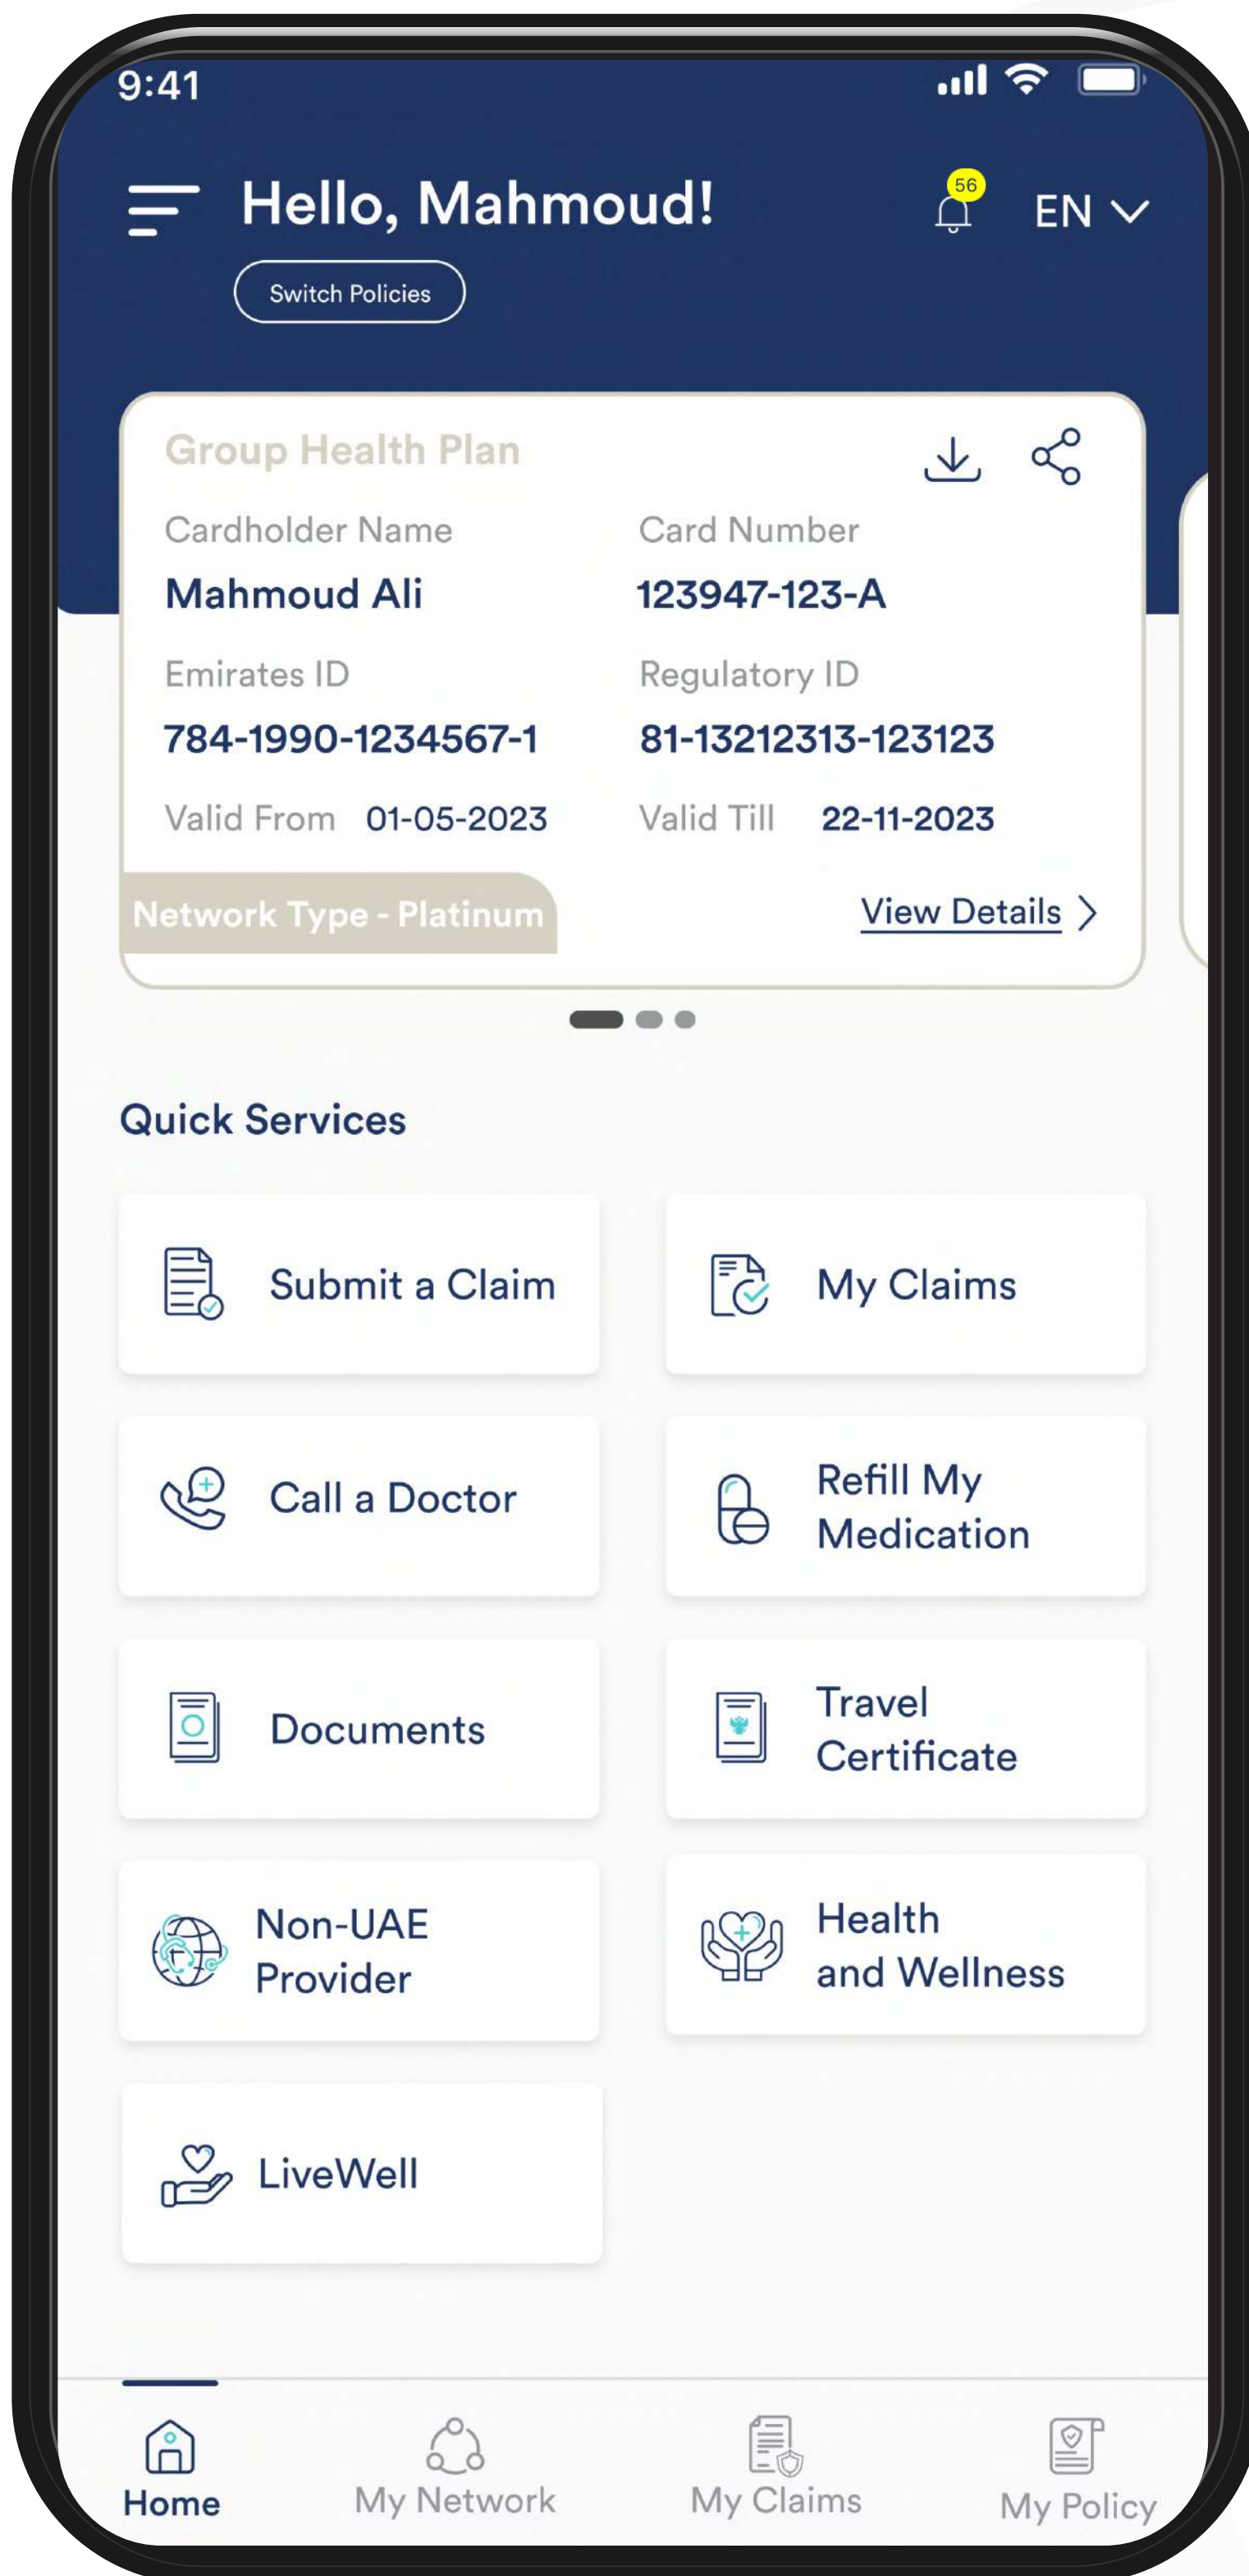 9:41
Hello, Mahmoud!
56
EN
Switch Policies
Group Health Plan
Cardholder Name
Card Number
Mahmoud Ali
123947-123-A
Emirates ID
Regulatory ID
784-1990-1234567-1
81-13212313-123123
Valid From 01-05-2023
Valid Till 22-11-2023
Network Type - Platinum
View Details
Quick Services
Submit a Claim
My Claims
Call a Doctor
Refill My
Medication
Documents
Travel
Certificate
Non-UAE
Provider
Health
and Wellness
LiveWell
Home
My Network
My Claims
My Policy